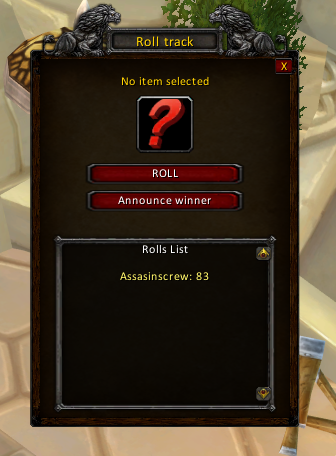 Roll track
X
No item selected
ROLL
Announce winner
Rolls List
Assasinscrew: 83